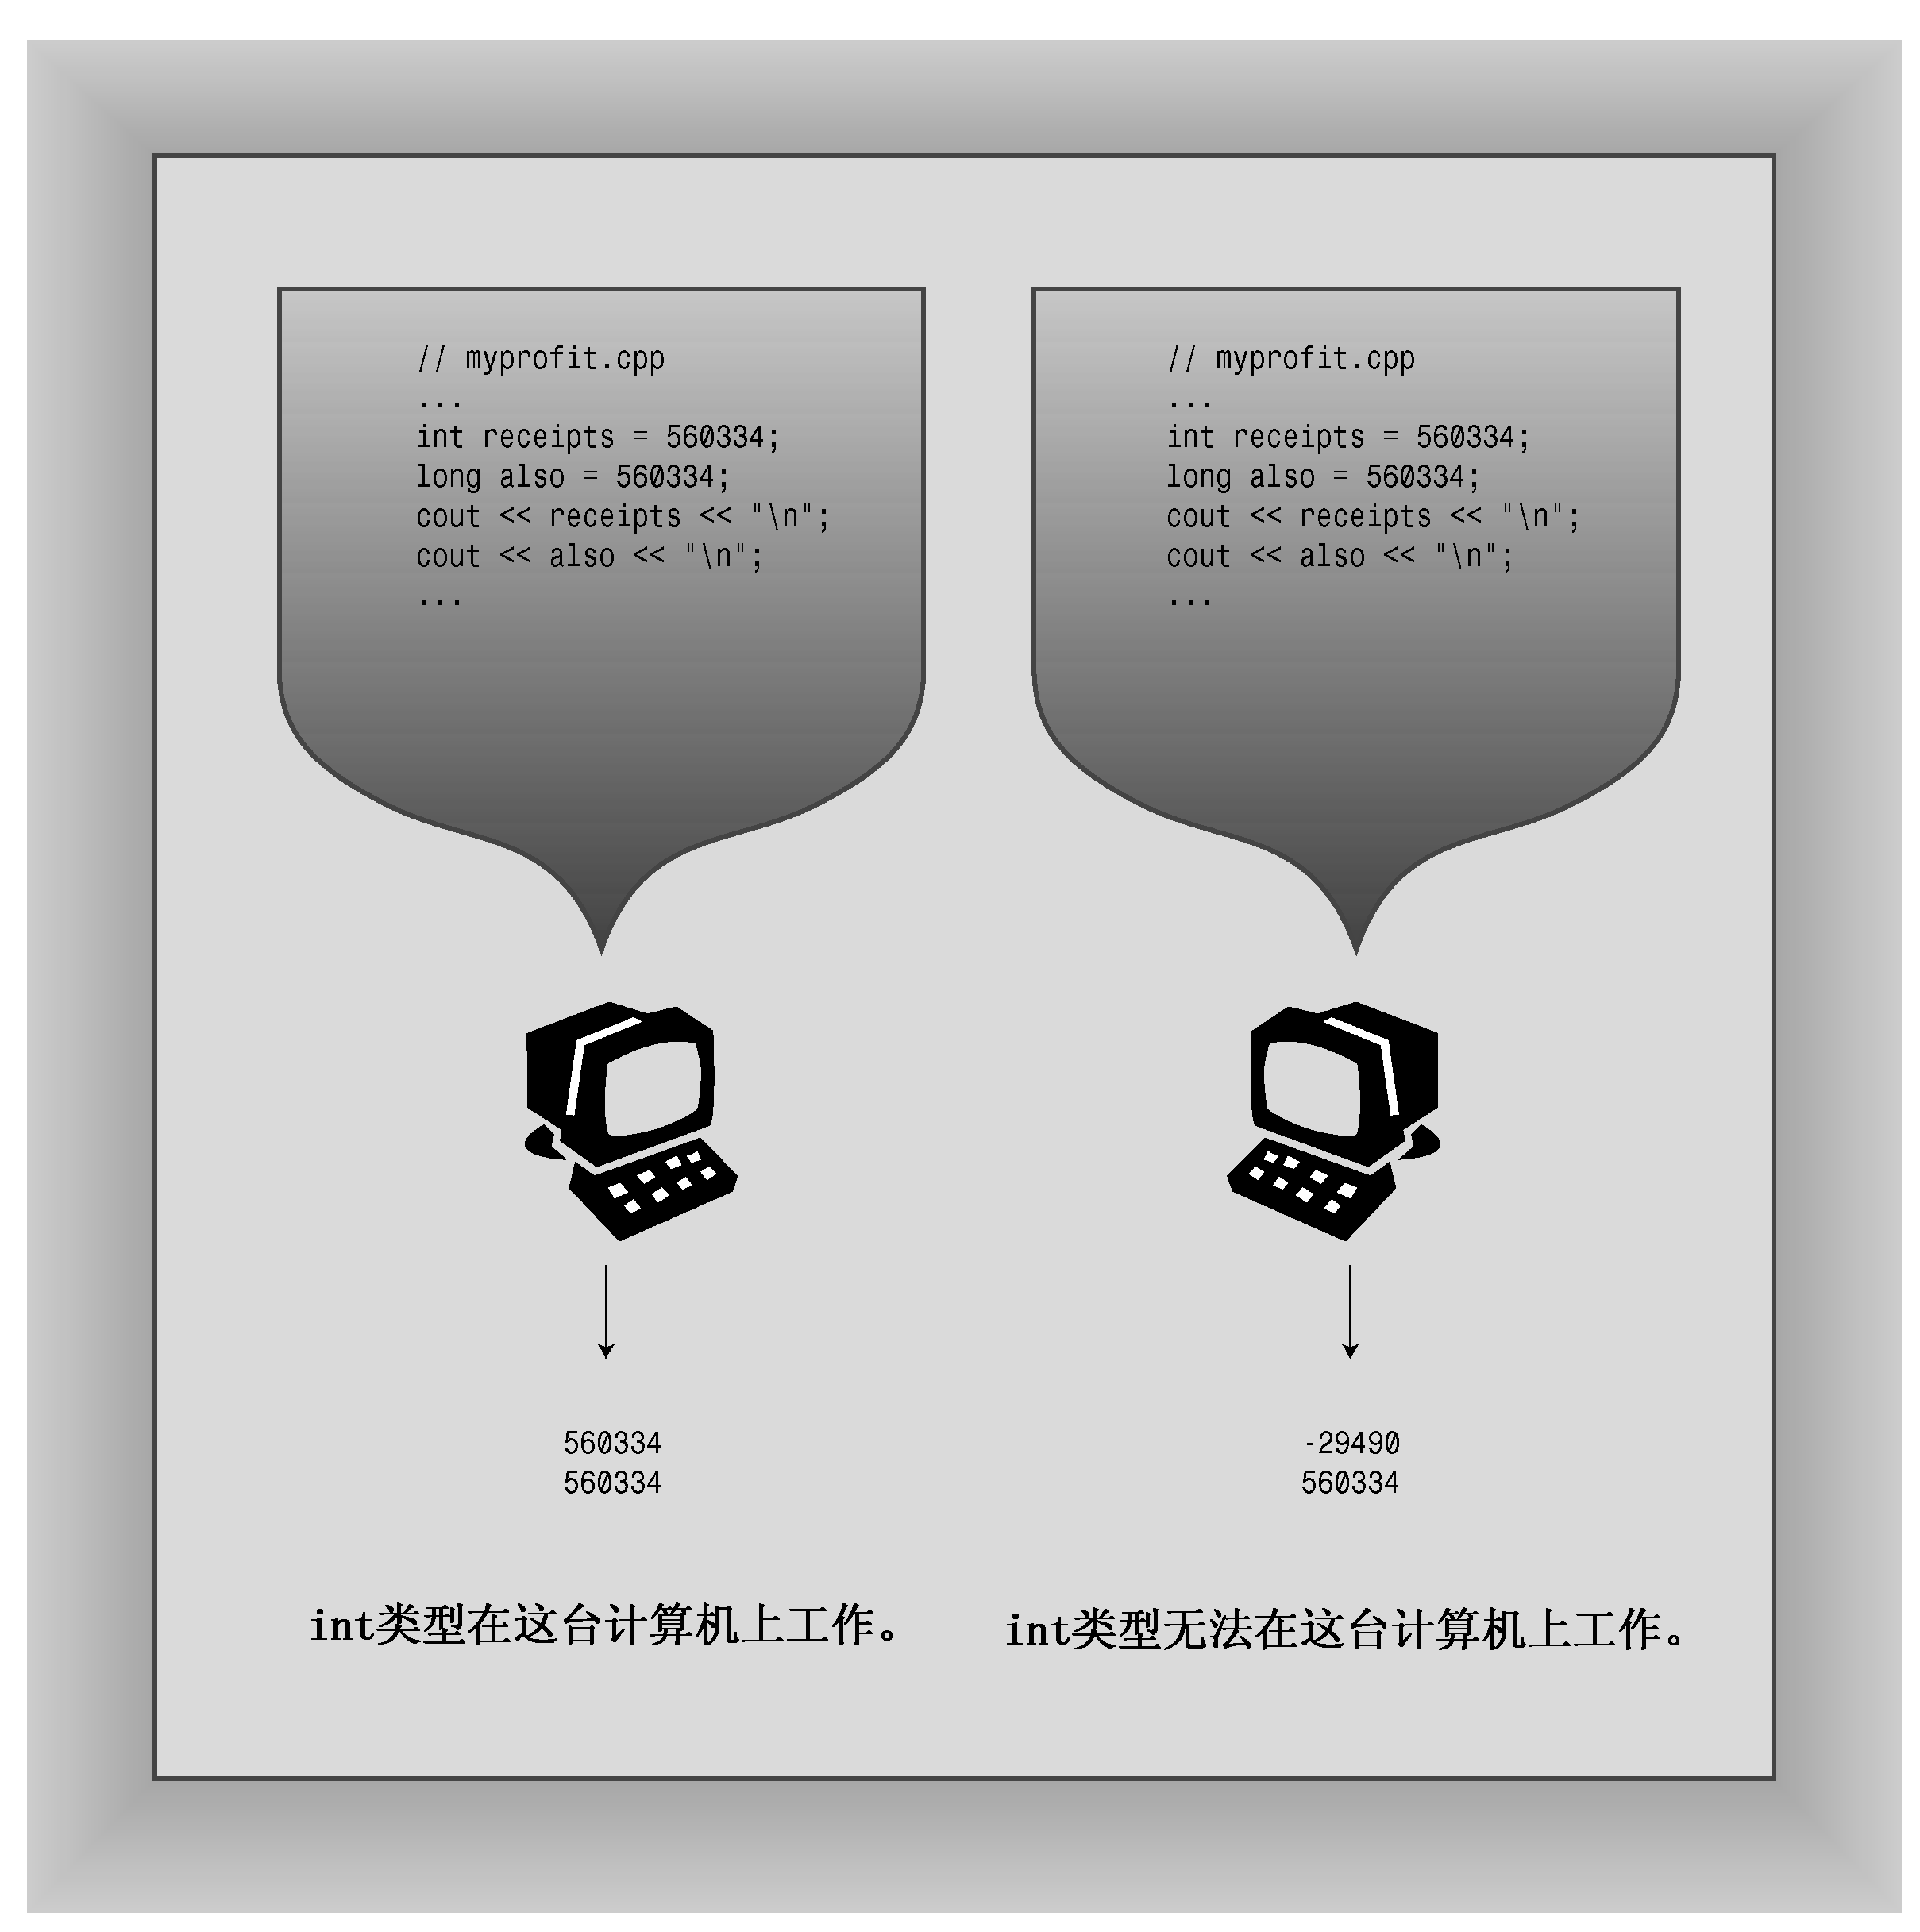 // myprofit.cpp
...
int receipts = 560334;
long also = 560334;
cout << receipts << "\n";
cout << also << "\n";
...
560334
560334
int类型在这台计算机上工作。
// myprofit.cpp
...
int receipts = 560334;
long also = 560334;
cout << receipts << "\n";
cout << also << "\n";
...
-29490
560334
int类型无法在这台计算机上工作。